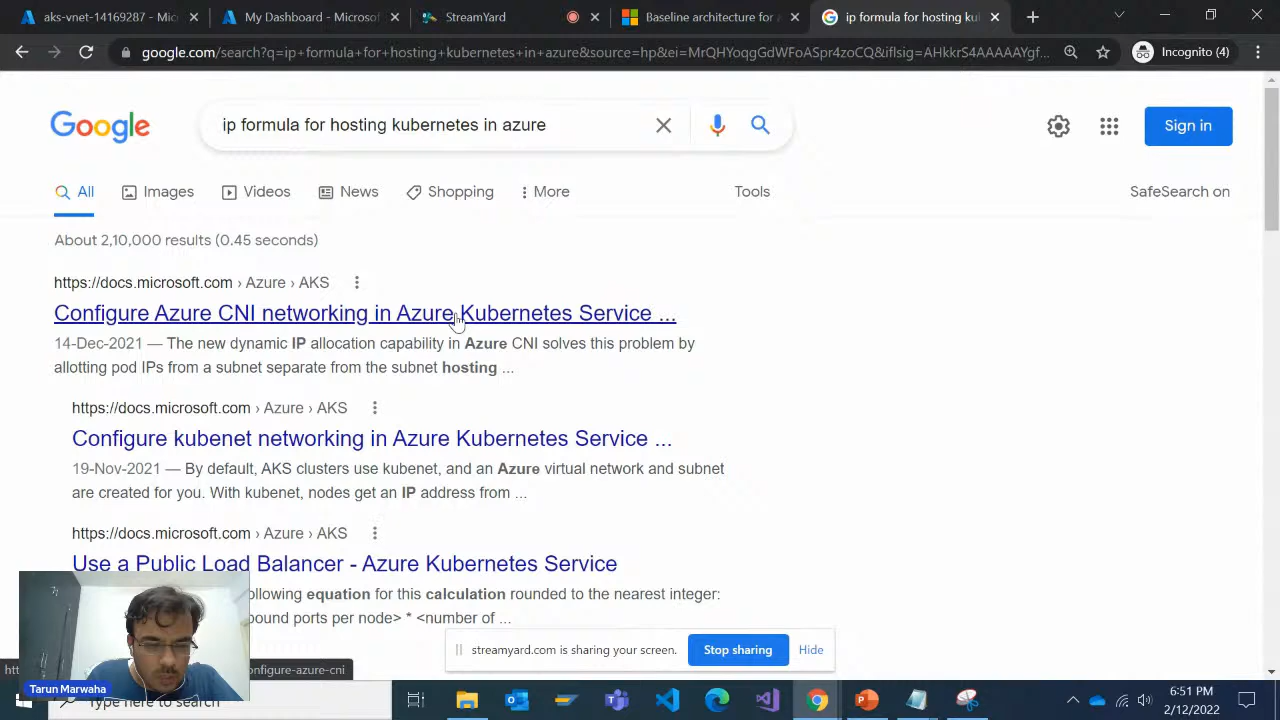 aks-vnet-14169287 - Microsoft
My Dashboard - Microsoft
StreamYard
Baseline architecture for
ip formula for hosting ku
Incognito (4)
google.com/search?q=ip+formula+for+hosting+kubernetes+in+azure&source=hp&ei=MrQHYoqgGdWFoASpr4zoCQ&iflsig=AHkkrS4AAAAAYgf...
Google
ip formula for hosting kubernetes in azure
Sign in
All
Images
Videos
News
Shopping
More
Tools
SafeSearch on
About 2,10,000 results (0.45 seconds)
https://docs.microsoft.com › Azure › AKS
Configure Azure CNI networking in Azure Kubernetes Service ...
14-Dec-2021 — The new dynamic IP allocation capability in Azure CNI solves this problem by
allotting pod IPs from a subnet separate from the subnet hosting ...
https://docs.microsoft.com › Azure › AKS
Configure kubenet networking in Azure Kubernetes Service ...
19-Nov-2021 — By default, AKS clusters use kubenet, and an Azure virtual network and subnet
are created for you. With kubenet, nodes get an IP address from ...
https://docs.microsoft.com › Azure › AKS
Use a Public Load Balancer - Azure Kubernetes Service
ollowing equation for this calculation rounded to the nearest integer:
bound ports per node> * <number of ...
streamyard.com is sharing your screen.
Stop sharing
Hide
onfigure-azure-cni
Tarun Marwaha
Type here to search
6:51 PM
2/12/2022